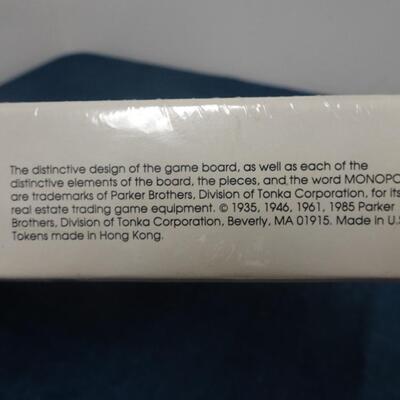 The distinctive design of the game board, as well as each of the
distinctive elements of the board, the pieces, and the word MONOPO
are trademarks of Parker Brothers, Division of Tonka Corporation, for its
real estate trading game equipment. © 1935, 1946, 1961, 1985 Parker
Brothers, Division of Tonka Corporation, Beverly, MA 01915. Made in U.S
Tokens made in Hong Kong.